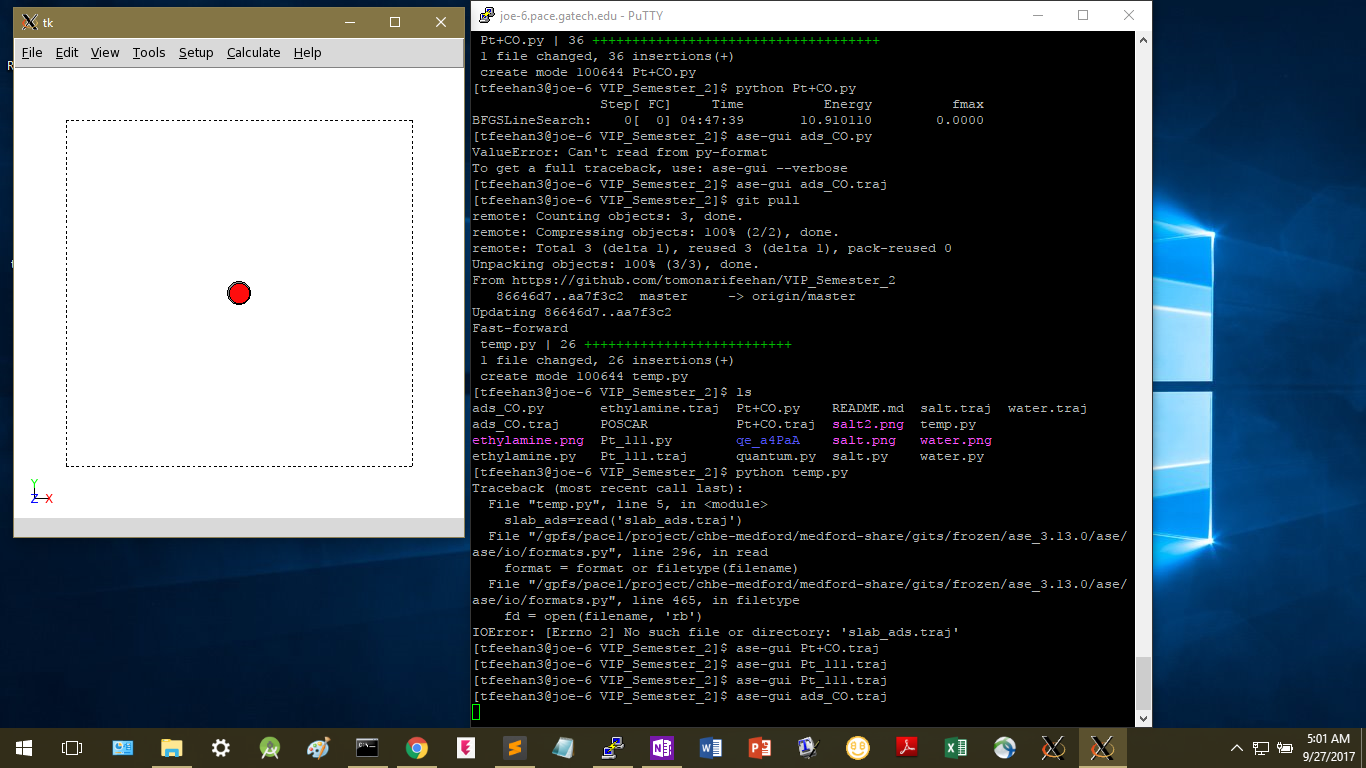 tk
File Edit View Tools Setup Calculate Help
Y
Z X
joe-6.pace.gatech.edu - PuTTY
Pt+CO.py | 36 ++++++++++++++++++++++++++++++++++++
1 file changed, 36 insertions(+)
create mode 100644 Pt+CO.py
[tfeehan3@joe-6 VIP_Semester_2]$ python Pt+CO.py
Step[ FC] Time Energy fmax
BFGSLineSearch: 0[ 0] 04:47:39 10.910110 0.0000
[tfeehan3@joe-6 VIP_Semester_2]$ ase-gui ads_CO.py
ValueError: Can't read from py-format
To get a full traceback, use: ase-gui --verbose
[tfeehan3@joe-6 VIP_Semester_2]$ ase-gui ads_CO.traj
[tfeehan3@joe-6 VIP_Semester_2]$ git pull
remote: Counting objects: 3, done.
remote: Compressing objects: 100% (2/2), done.
remote: Total 3 (delta 1), reused 3 (delta 1), pack-reused 0
Unpacking objects: 100% (3/3), done.
From https://github.com/tomonarifeehan/VIP_Semester_2
86646d7..aa7f3c2 master -> origin/master
Updating 86646d7..aa7f3c2
Fast-forward
temp.py | 26 ++++++++++++++++++++++++++
1 file changed, 26 insertions(+)
create mode 100644 temp.py
[tfeehan3@joe-6 VIP_Semester_2]$ ls
ads_CO.py ethylamine.traj Pt+CO.py README.md salt.traj water.traj
ads_CO.traj POSCAR Pt+CO.traj salt2.png temp.py
ethylamine.png Pt_111.py qe_a4PaA salt.png water.png
ethylamine.py Pt_111.traj quantum.py salt.py water.py
[tfeehan3@joe-6 VIP_Semester_2]$ python temp.py
Traceback (most recent call last):
File "temp.py", line 5, in <module>
slab_ads=read('slab_ads.traj')
File "/gpfs/pace1/project/chbe-medford/medford-share/gits/frozen/ase_3.13.0/ase/
ase/io/formats.py", line 296, in read
format = format or filetype(filename)
File "/gpfs/pace1/project/chbe-medford/medford-share/gits/frozen/ase_3.13.0/ase/
ase/io/formats.py", line 465, in filetype
fd = open(filename, 'rb')
IOError: [Errno 2] No such file or directory: 'slab_ads.traj'
[tfeehan3@joe-6 VIP_Semester_2]$ ase-gui Pt+CO.traj
[tfeehan3@joe-6 VIP_Semester_2]$ ase-gui Pt_111.traj
[tfeehan3@joe-6 VIP_Semester_2]$ ase-gui Pt_111.traj
[tfeehan3@joe-6 VIP_Semester_2]$ ase-gui ads_CO.traj
5:01 AM
9/27/2017